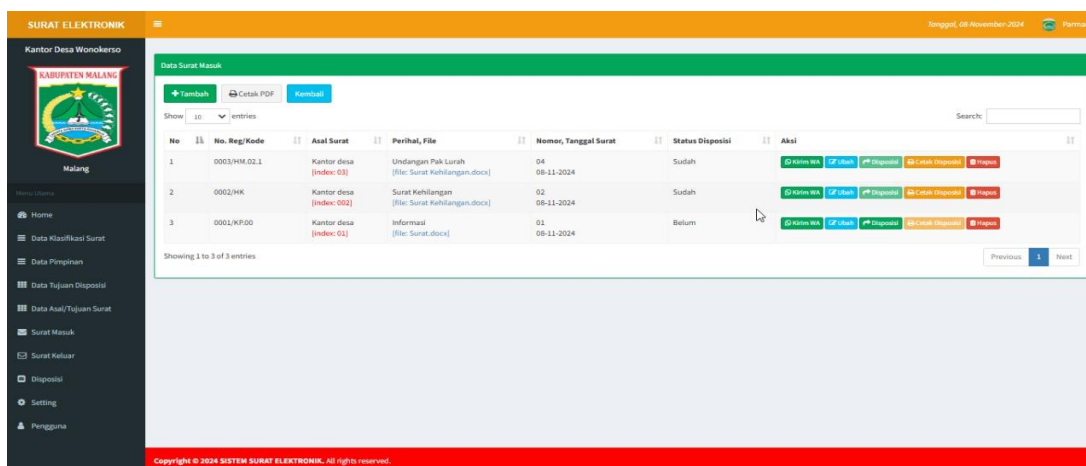 SURAT ELEKTRONIK
Tanggal, 08-November-2024
Kantor Desa Wonokerso
KABUPATEN MALANG
Malang
Menu Utama
Home
Data Klasifikasi Surat
Data Pimpinan
Data Tujuan Disposisi
Data Asal/Tujuan Surat
Surat Masuk
Surat Keluar
Disposisi
Setting
Pengguna
Data Surat Masuk
Tambah Cetak PDF Kembali
Show 10 entries Search:
No No. Reg/Kode Asal Surat Perihal, File Nomor, Tanggal Surat Status Disposisi Aksi
1 0003/HM.02.1 Kantor desa Undangan Pak Lurah 04 Sudah Kirim WA Ubah Disposisi Cetak Disposisi Hapus
[index: 03] [file: Surat Kehilangan.docx] 08-11-2024
2 0002/HK Kantor desa Surat Kehilangan 02 Sudah Kirim WA Ubah Disposisi Cetak Disposisi Hapus
[index: 002] [file: Surat Kehilangan.docx] 08-11-2024
3 0001/KP.00 Kantor desa Informasi 01 Belum Kirim WA Ubah Disposisi Cetak Disposisi Hapus
[index: 01] [file: Surat.docx] 08-11-2024
Showing 1 to 3 of 3 entries Previous 1 Next
Copyright © 2024 SISTEM SURAT ELEKTRONIK. All rights reserved.